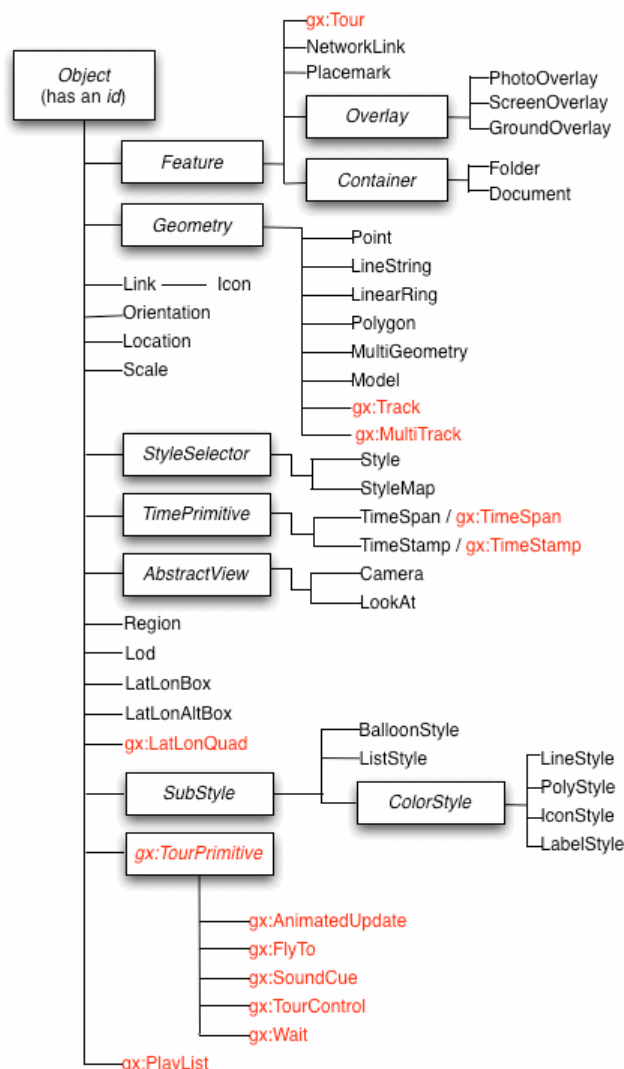 gx:Tour
NetworkLink
Placemark
Object
(has an id)
Overlay
PhotoOverlay
ScreenOverlay
GroundOverlay
Feature
Container
Folder
Document
Geometry
Point
LineString
LinearRing
Polygon
MultiGeometry
Model
gx:Track
gx:MultiTrack
Link Icon
Orientation
Location
Scale
StyleSelector
Style
StyleMap
TimePrimitive
TimeSpan / gx:TimeSpan
TimeStamp / gx:TimeStamp
AbstractView
Camera
LookAt
Region
Lod
LatLonBox
LatLonAltBox
gx:LatLonQuad
SubStyle
BalloonStyle
ListStyle
ColorStyle
LineStyle
PolyStyle
IconStyle
LabelStyle
gx:TourPrimitive
gx:AnimatedUpdate
gx:FlyTo
gx:SoundCue
gx:TourControl
gx:Wait
gx:PlayList